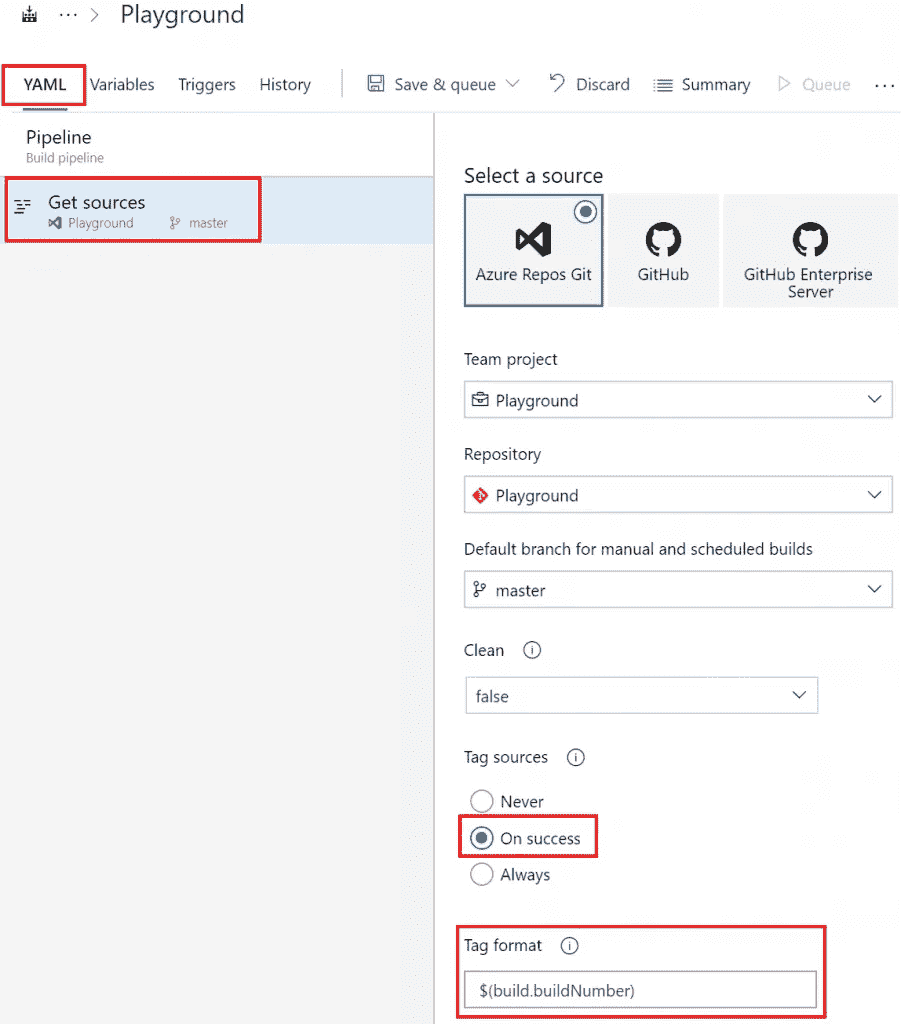 ... > Playground
YAML Variables Triggers History Save & queue Discard Summary Queue ...
Pipeline
Build pipeline
Get sources
Playground master
Select a source
Azure Repos Git GitHub GitHub Enterprise
Server
Team project
Playground
Repository
Playground
Default branch for manual and scheduled builds
master
Clean
false
Tag sources
Never
On success
Always
Tag format
$(build.buildNumber)